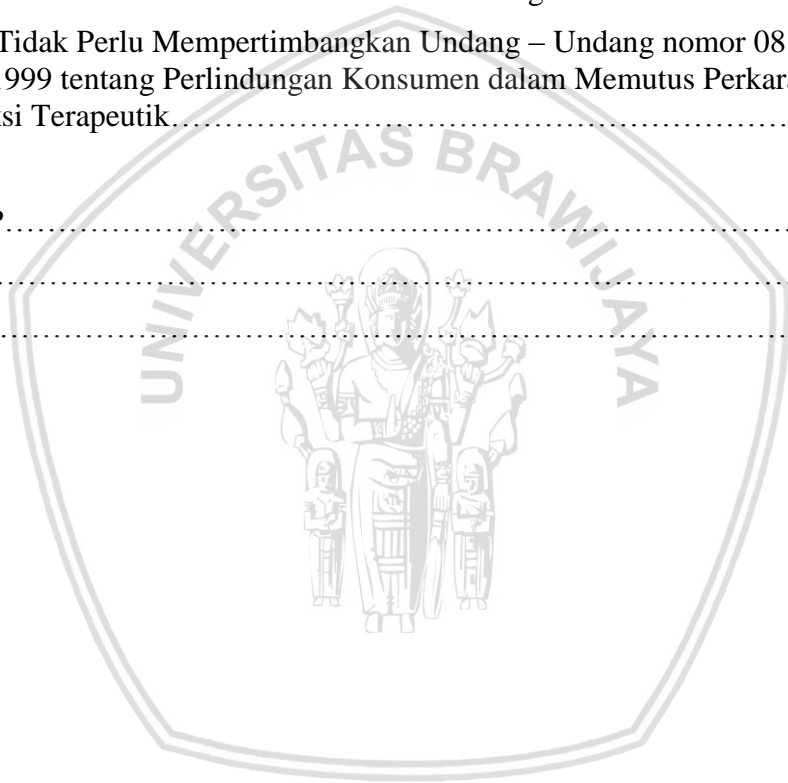 Tidak Perlu Mempertimbangkan Undang – Undang nomor 08
1999 tentang Perlindungan Konsumen dalam Memutus Perkara
si Terapeutik……………………………………………………
UNIVERSITAS BRAWIJAYA